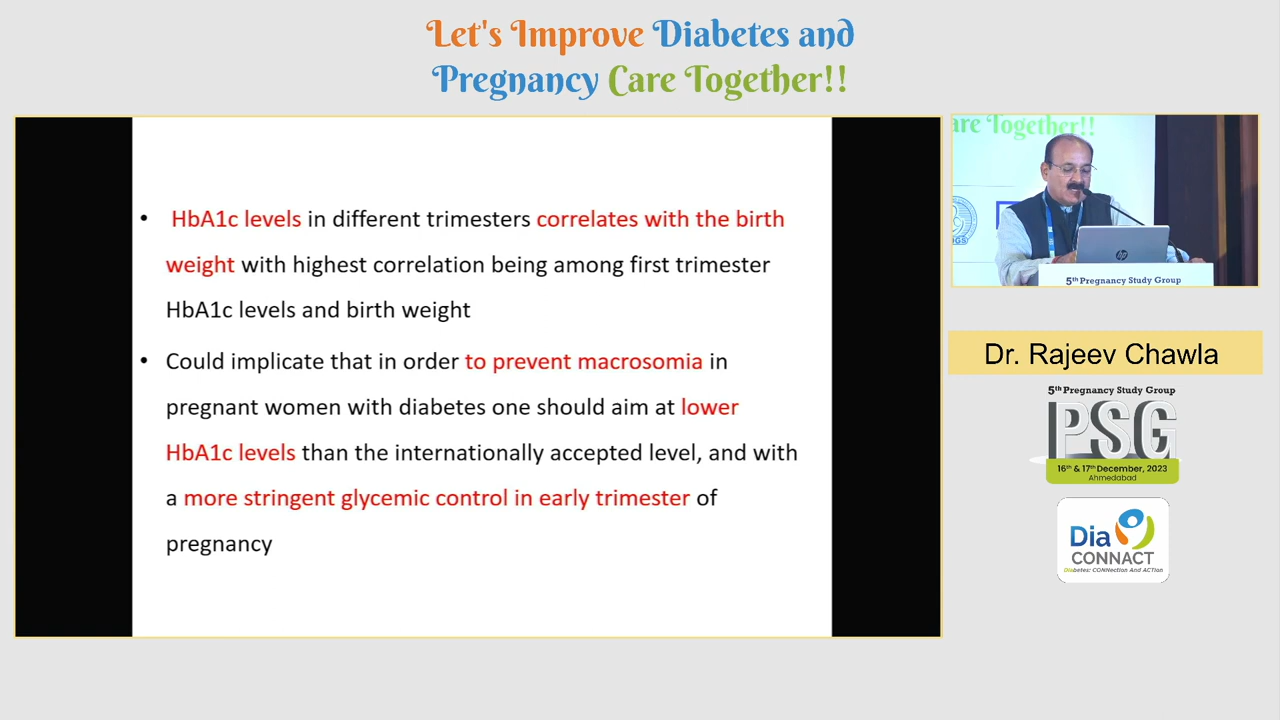 Let's Improve Diabetes and
Pregnancy Care Together!!
• HbA1c levels in different trimesters correlates with the birth
weight with highest correlation being among first trimester
HbA1c levels and birth weight
• Could implicate that in order to prevent macrosomia in
pregnant women with diabetes one should aim at lower
HbA1c levels than the internationally accepted level, and with
a more stringent glycemic control in early trimester of
pregnancy
are Together!!
hp
5th Pregnancy Study Group
Dr. Rajeev Chawla
5th Pregnancy Study Group
PSG
16th & 17th December, 2023
Ahmedabad
Dia
CONNACT
Diabetes: CONNection And ACTion